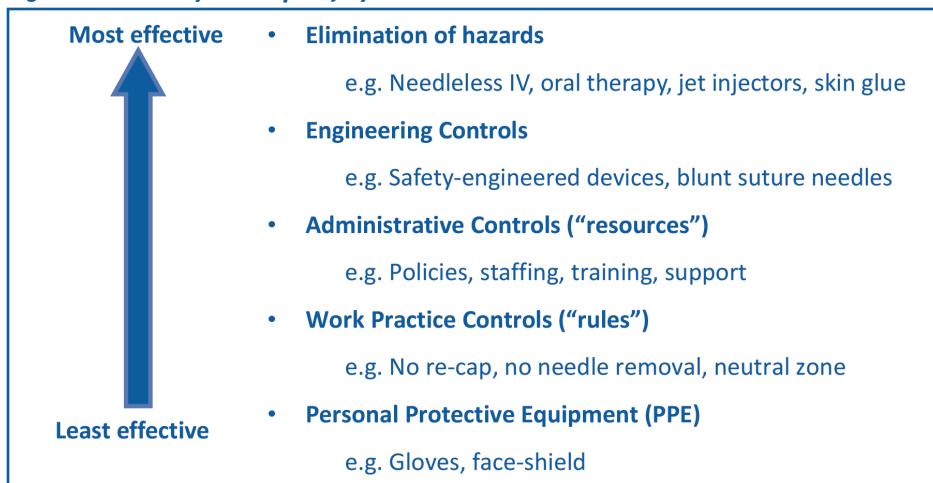 Most effective
• Elimination of hazards
e.g. Needleless IV, oral therapy, jet injectors, skin glue
• Engineering Controls
e.g. Safety-engineered devices, blunt suture needles
• Administrative Controls (“resources”)
e.g. Policies, staffing, training, support
• Work Practice Controls (“rules”)
e.g. No re-cap, no needle removal, neutral zone
• Personal Protective Equipment (PPE)
Least effective
e.g. Gloves, face-shield